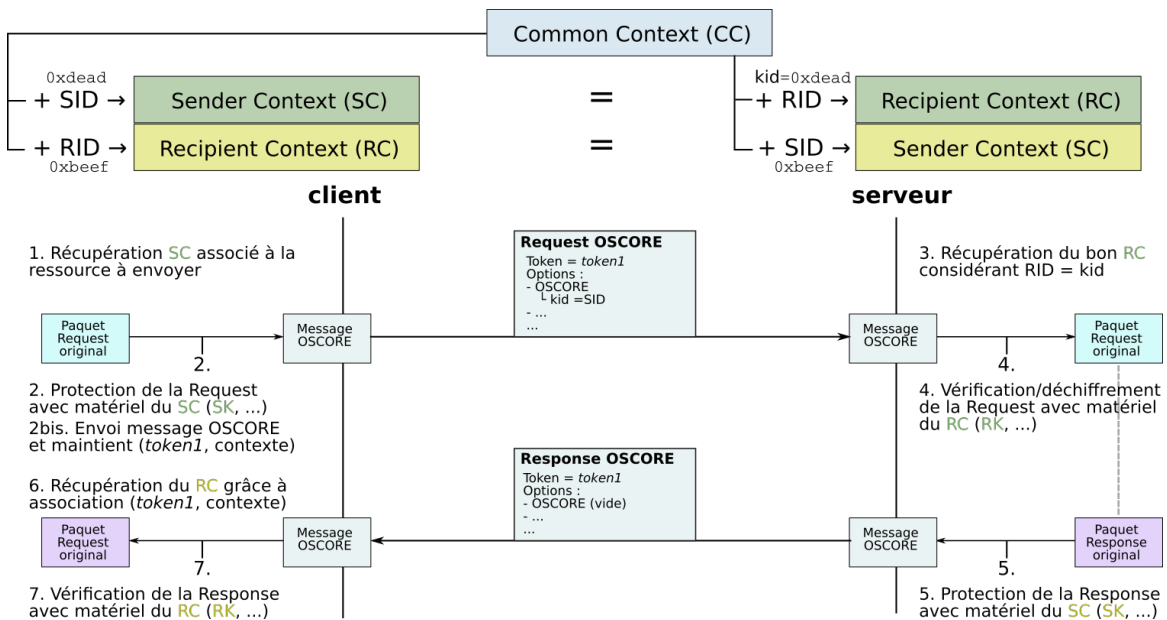 Common Context (CC)
0xdead
+ SID → Sender Context (SC)
=
kid=0xdead
+ RID → Recipient Context (RC)
+ RID → Recipient Context (RC)
0xbeef
=
+ SID → Sender Context (SC)
0xbeef
client
serveur
1. Récupération SC associé à la
ressource à envoyer
Request OSCORE
Token = token1
Options :
- OSCORE
└ kid =SID
- ...
...
3. Récupération du bon RC
considérant RID = kid
Paquet
Request
original
2.
Message
OSCORE
Message
OSCORE
4.
Paquet
Request
original
2. Protection de la Request
avec matériel du SC (SK, ...)
2bis. Envoi message OSCORE
et maintient (token1, contexte)
4. Vérification/déchiffrement
de la Request avec matériel
du RC (RK, ...)
6. Récupération du RC grâce à
association (token1, contexte)
Response OSCORE
Token = token1
Options :
- OSCORE (vide)
- ...
...
Paquet
Request
original
7.
Message
OSCORE
Message
OSCORE
5.
Paquet
Response
original
7. Vérification de la Response
avec matériel du RC (RK, ...)
5. Protection de la Response
avec matériel du SC (SK, ...)